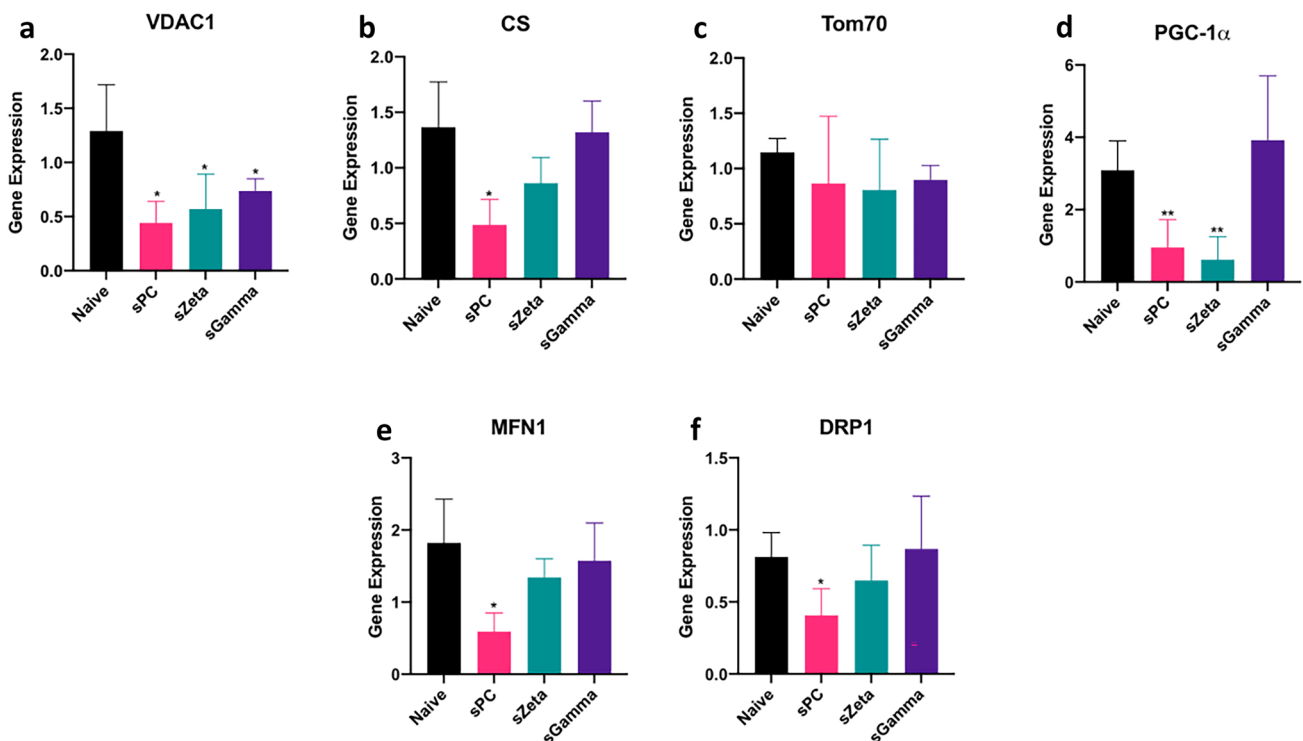 a
VDAC1
Gene Expression
2.0
1.5
1.0
0.5
0.0
*
*
*
Naive
sPC
sZeta
sGamma
b
CS
Gene Expression
2.0
1.5
1.0
0.5
0.0
*
Naive
sPC
sZeta
sGamma
c
Tom70
Gene Expression
2.0
1.5
1.0
0.5
0.0
Naive
sPC
sZeta
sGamma
d
PGC-1α
Gene Expression
6
4
2
0
**
**
Naive
sPC
sZeta
sGamma
e
MFN1
Gene Expression
3
2
1
0
*
Naive
sPC
sZeta
sGamma
f
DRP1
Gene Expression
1.5
1.0
0.5
0.0
*
Naive
sPC
sZeta
sGamma